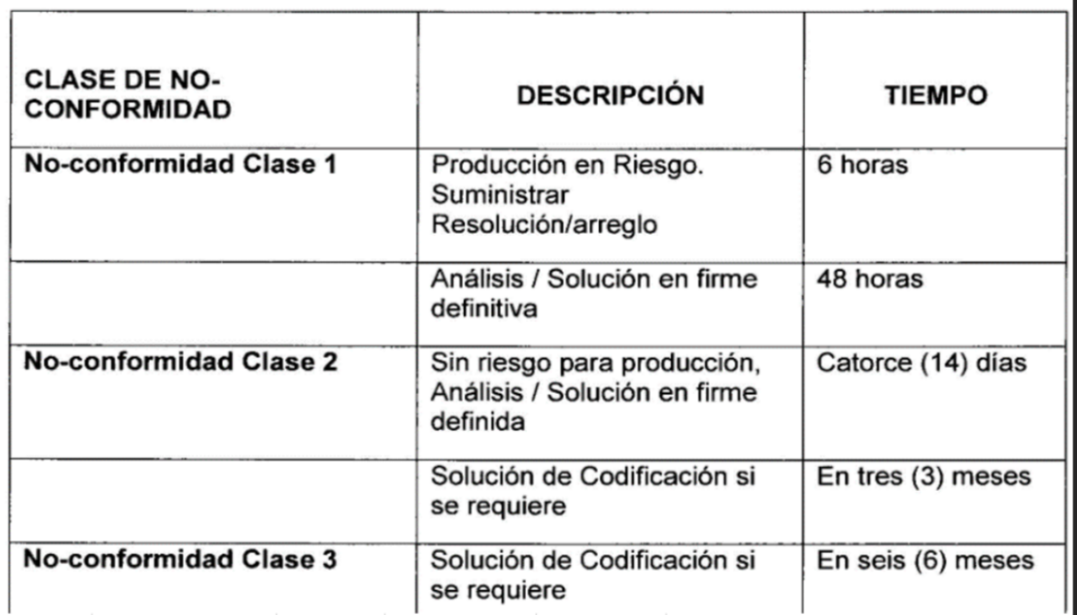 CLASE DE NO-
CONFORMIDAD
DESCRIPCIÓN
TIEMPO
No-conformidad Clase 1
Producción en Riesgo.
Suministrar
Resolución/arreglo
6 horas
Análisis / Solución en firme
definitiva
48 horas
No-conformidad Clase 2
Sin riesgo para producción,
Análisis / Solución en firme
definida
Catorce (14) días
Solución de Codificación si
se requiere
En tres (3) meses
No-conformidad Clase 3
Solución de Codificación si
se requiere
En seis (6) meses